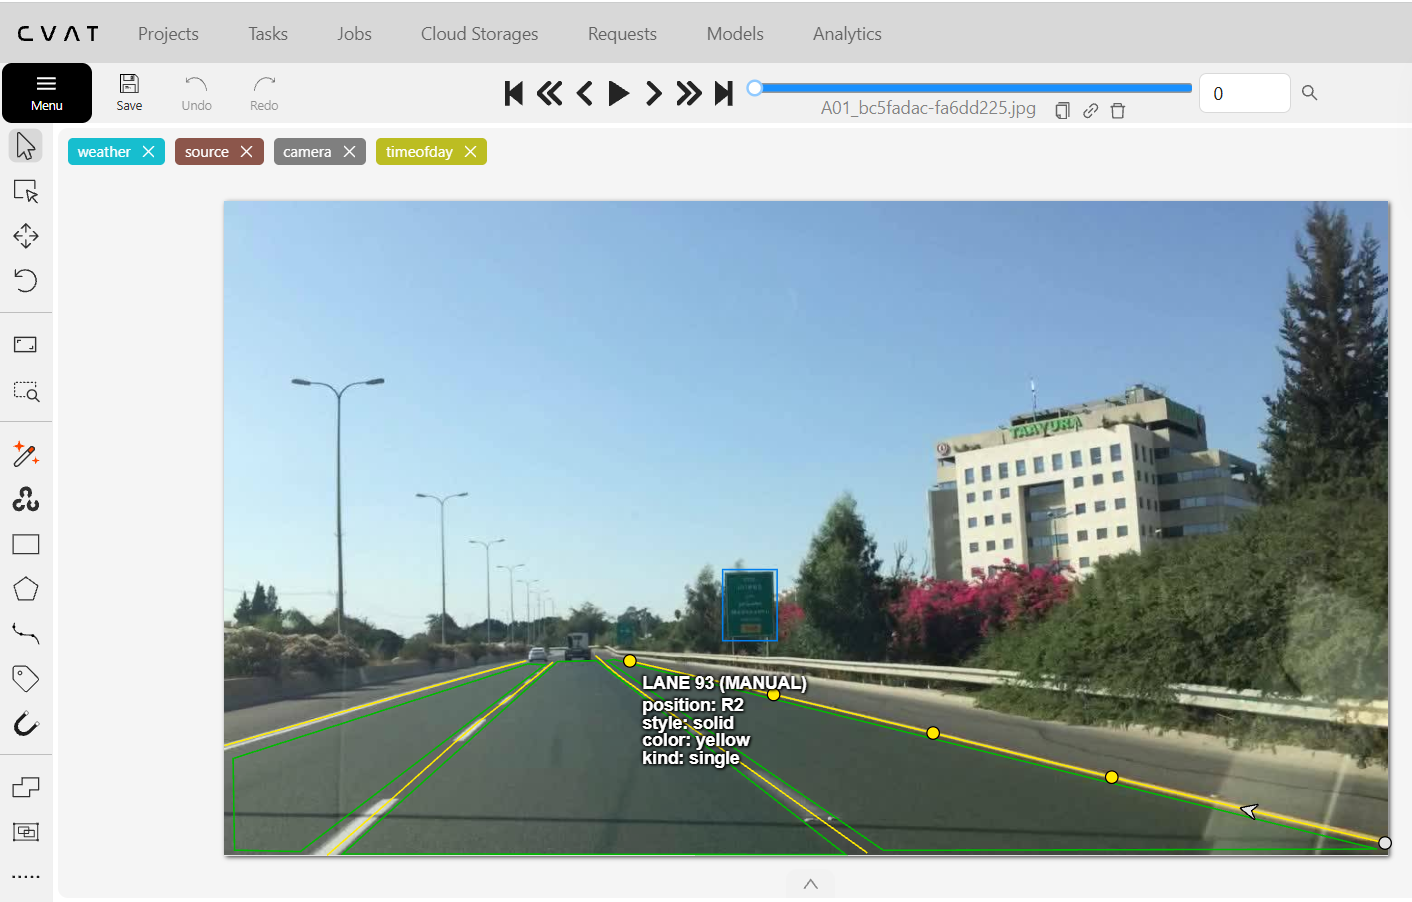 CVAT
Projects
Tasks
Jobs
Cloud Storages
Requests
Models
Analytics
Menu
Save
Undo
Redo
A01_bc5fadac-fa6dd225.jpg
0
weather
source
camera
timeofday
TAAVURA
LANE 93 (MANUAL)
position: R2
style: solid
color: yellow
kind: single